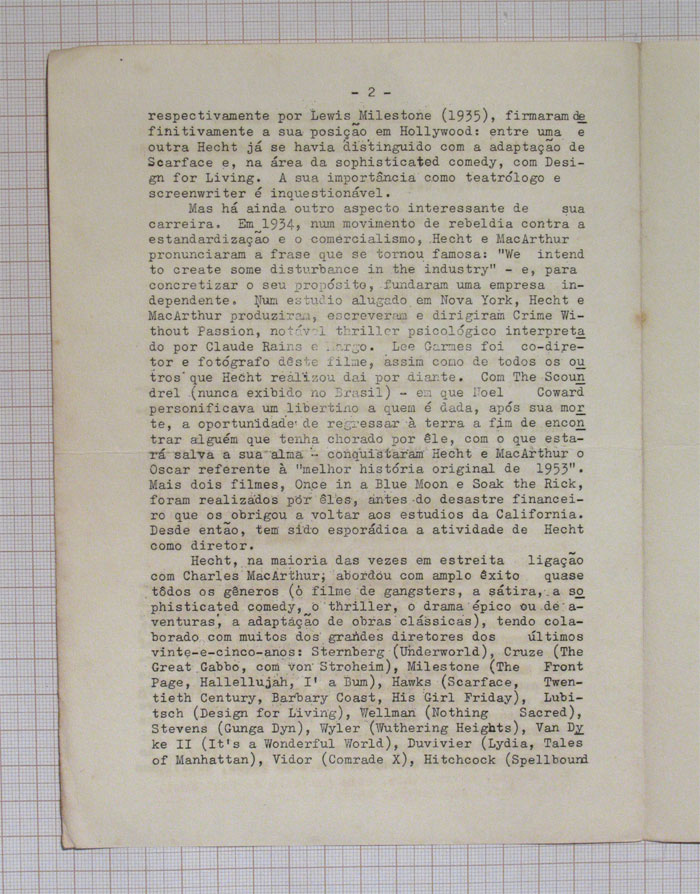 - 2 -
respectivamente por Lewis Milestone (1935), firmaram de
finitivamente a sua posição em Hollywood: entre uma e
outra Hecht já se havia distinguido com a adaptação de
Scarface e, na área da sophisticated comedy, com Desi-
gn for Living. A sua importância como teatrólogo e
screenwriter é inquestionável.
Mas há ainda outro aspecto interessante de sua
carreira. Em 1934, num movimento de rebeldia contra a
estandardização e o comercialismo, Hecht e MacArthur
pronunciaram a frase que se tornou famosa: "We intend
to create some disturbance in the industry" - e, para
concretizar o seu propósito, fundaram uma empresa in-
dependente. Num estudio alugado em Nova York, Hecht e
MacArthur produziram, escreveram e dirigiram Crime Wi-
thout Passion, notável thriller psicológico interpreta
do por Claude Rains e Margo. Lee Garmes foi co-dire-
tor e fotógrafo dêste filme, assim como de todos os ou
tros que Hecht realizou dai por diante. Com The Scoun
drel (nunca exibido no Brasil) - em que Noel Coward
personificava um libertino a quem é dada, após sua mor
te, a oportunidade de regressar à terra a fim de encon
trar alguém que tenha chorado por êle, com o que esta-
rá salva a sua alma - conquistaram Hecht e MacArthur o
Oscar referente à "melhor história original de 1953".
Mais dois filmes, Once in a Blue Moon e Soak the Rick,
foram realizados por êles, antes do desastre financei-
ro que os obrigou a voltar aos estudios da California.
Desde então, tem sido esporádica a atividade de Hecht
como diretor.
Hecht, na maioria das vezes em estreita ligação
com Charles MacArthur, abordou com amplo êxito quase
tôdos os gêneros (o filme de gangsters, a sátira, a so
phisticated comedy, o thriller, o drama épico ou de a-
venturas, a adaptação de obras clássicas), tendo cola-
borado com muitos dos grandes diretores dos últimos
vinte-e-cinco-anos: Sternberg (Underworld), Cruze (The
Great Gabbo, com von Stroheim), Milestone (The Front
Page, Hallellujah, I' a Bum), Hawks (Scarface, Twen-
tieth Century, Barbary Coast, His Girl Friday), Lubi-
tsch (Design for Living), Wellman (Nothing Sacred),
Stevens (Gunga Dyn), Wyler (Wuthering Heights), Van Dy
ke II (It's a Wonderful World), Duvivier (Lydia, Tales
of Manhattan), Vidor (Comrade X), Hitchcock (Spellbound